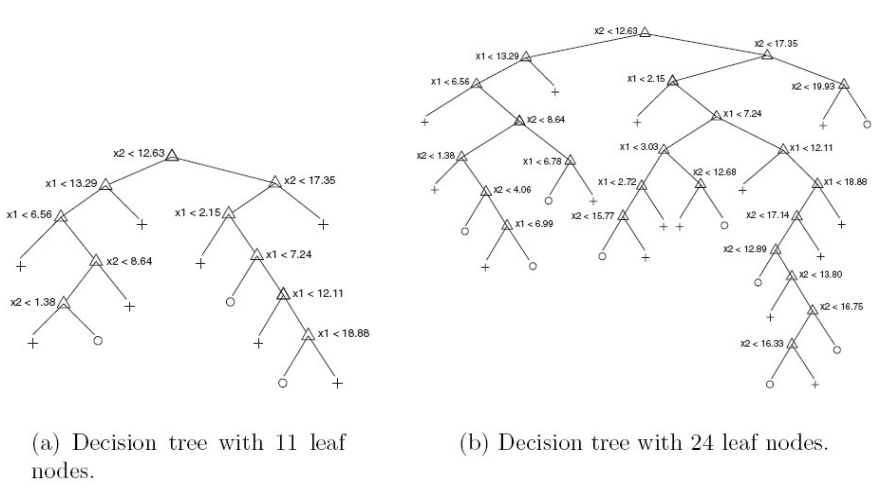 x2 < 12.63
x1 < 13.29
x2 < 17.35
x1 < 6.56
x1 < 2.15
x2 < 8.64
x1 < 7.24
x2 < 1.38
x1 < 12.11
x1 < 18.88
+ + + + + + + + o o o
(a) Decision tree with 11 leaf
nodes.
x2 < 12.63
x2 < 17.35
x1 < 13.29
x1 < 6.56
x1 < 2.15
x2 < 19.93
x2 < 8.64
x1 < 7.24
x2 < 1.38
x1 < 6.78
x1 < 3.03
x1 < 12.11
x2 < 4.06
x1 < 2.72
x2 < 12.68
x1 < 18.88
x1 < 6.99
x2 < 15.77
x2 < 17.14
x2 < 12.89
x2 < 13.80
x2 < 16.75
x2 < 16.33
(b) Decision tree with 24 leaf nodes.